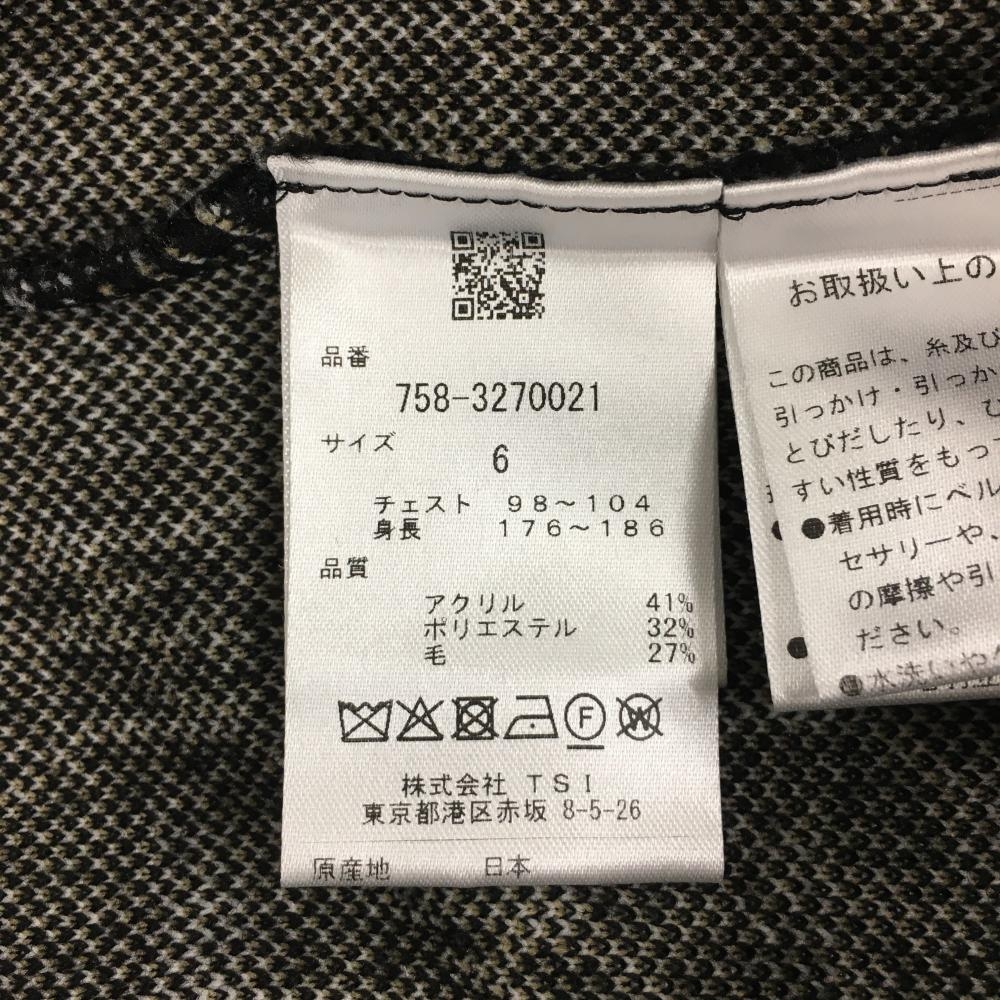 品番
758-3270021
サイズ
6
チェスト 98~104
身長 176~186
品質
アクリル 41%
ポリエステル 32%
毛 27%
F
W
株式会社 TSI
東京都港区赤坂 8-5-26
原産地 日本
お取扱い上の
この商品は、糸及び
引っかけ・引っか
とびだしたり、ひ
すい性質をもっ
●着用時にベル
セサリーや、
の摩擦や引
ださい。
●水洗いや